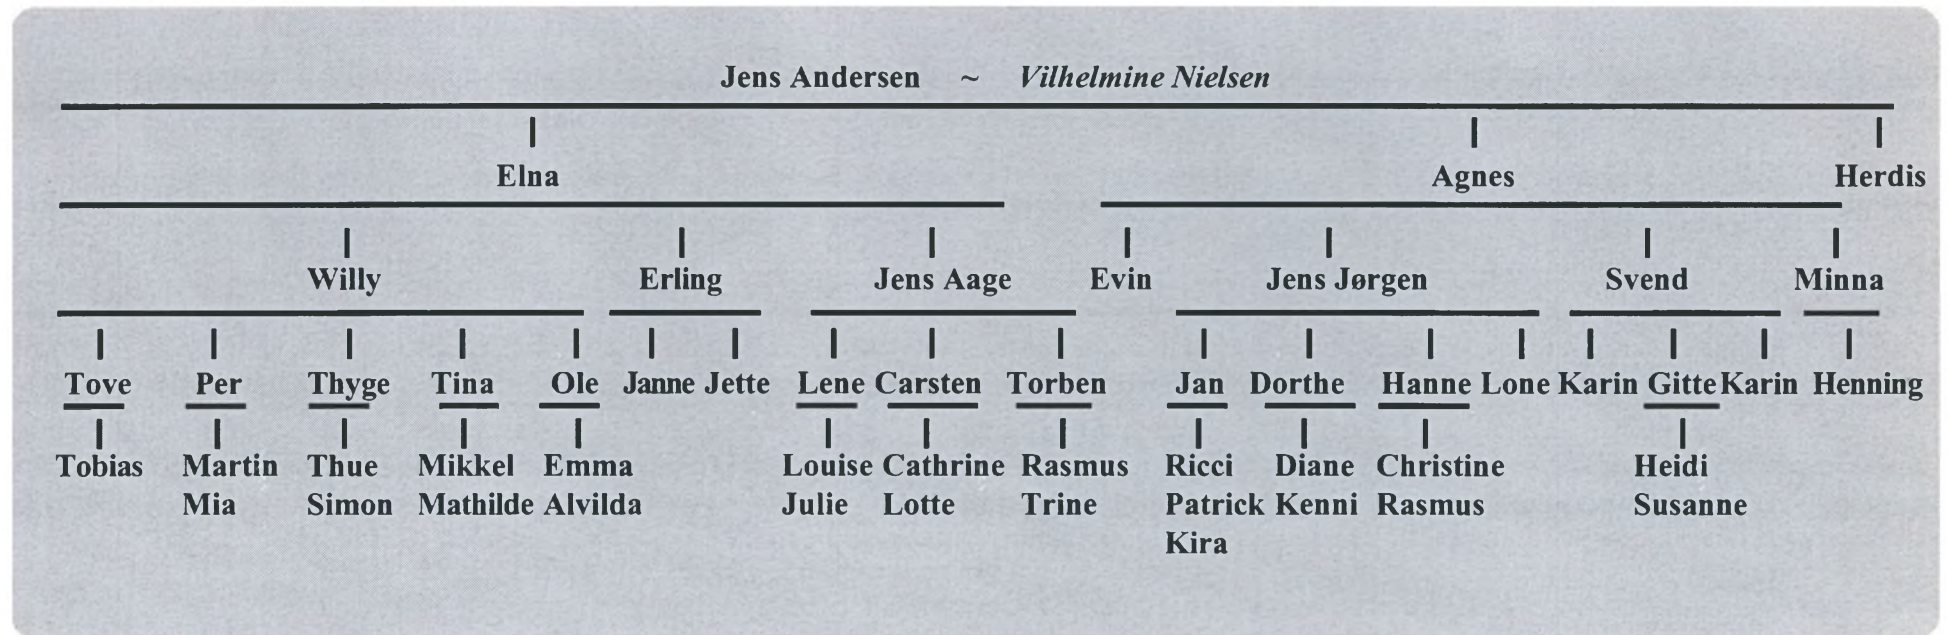 Jens Andersen ~ Vilhelmine Nielsen
Elna Agnes Herdis
Willy Erling Jens Aage Evin Jens Jørgen Svend Minna
Tove Per Thyge Tina Ole Janne Jette Lene Carsten Torben Jan Dorthe Hanne Lone Karin Gitte Karin Henning
Tobias Martin Thue Mikkel Emma Louise Cathrine Rasmus Ricci Diane Christine Heidi
Mia Simon Mathilde Alvilda Julie Lotte Trine Patrick Kenni Rasmus Susanne
Kira